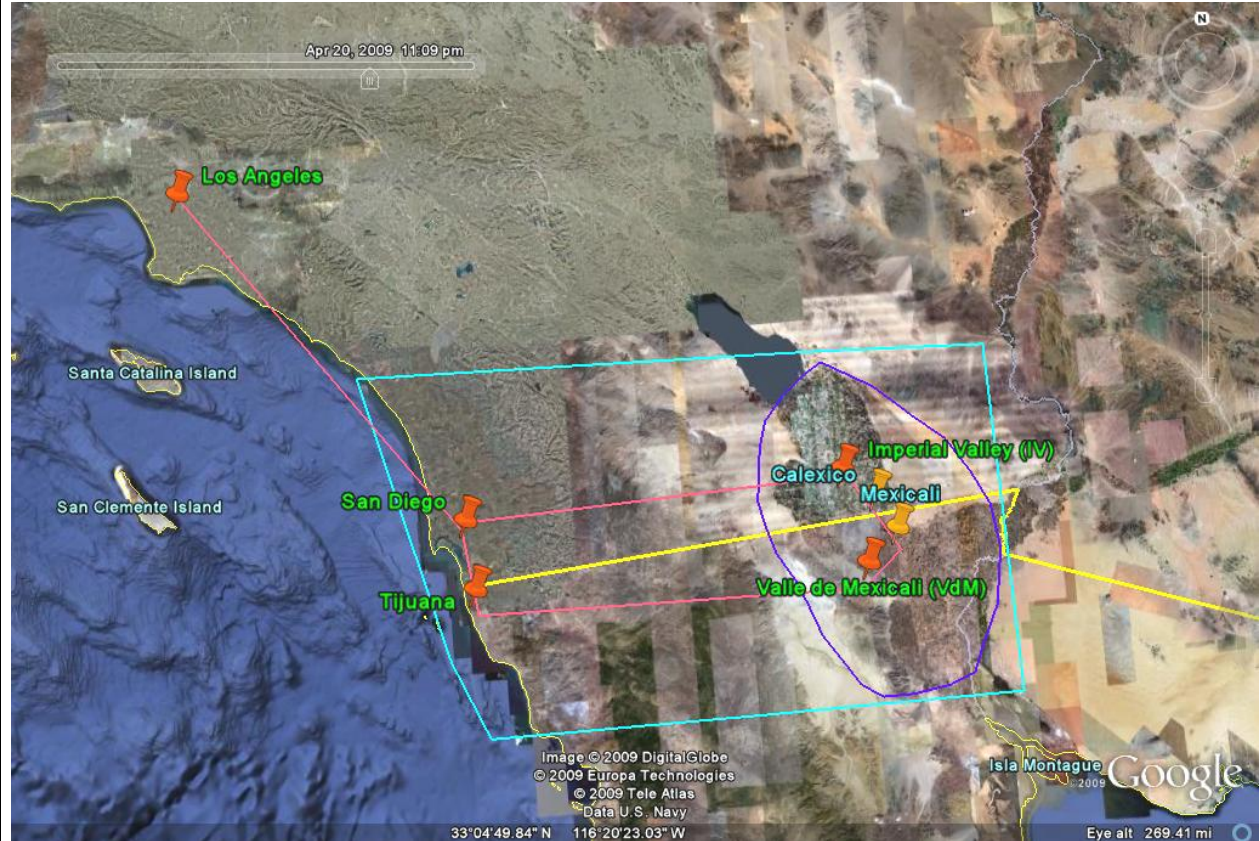 N
Apr 20, 2009 11:09 pm
Los Angeles
Santa Catalina Island
Imperial Valley (IV)
Calexico
Mexicali
San Diego
San Clemente Island
Valle de Mexicali (VdM)
Tijuana
Image © 2009 DigitalGlobe
© 2009 Europa Technologies
© 2009 Tele Atlas
Data U.S. Navy
Isla Montague
Google
© 2009
33°04'49.84" N 116°20'23.03" W
Eye alt 269.41 mi